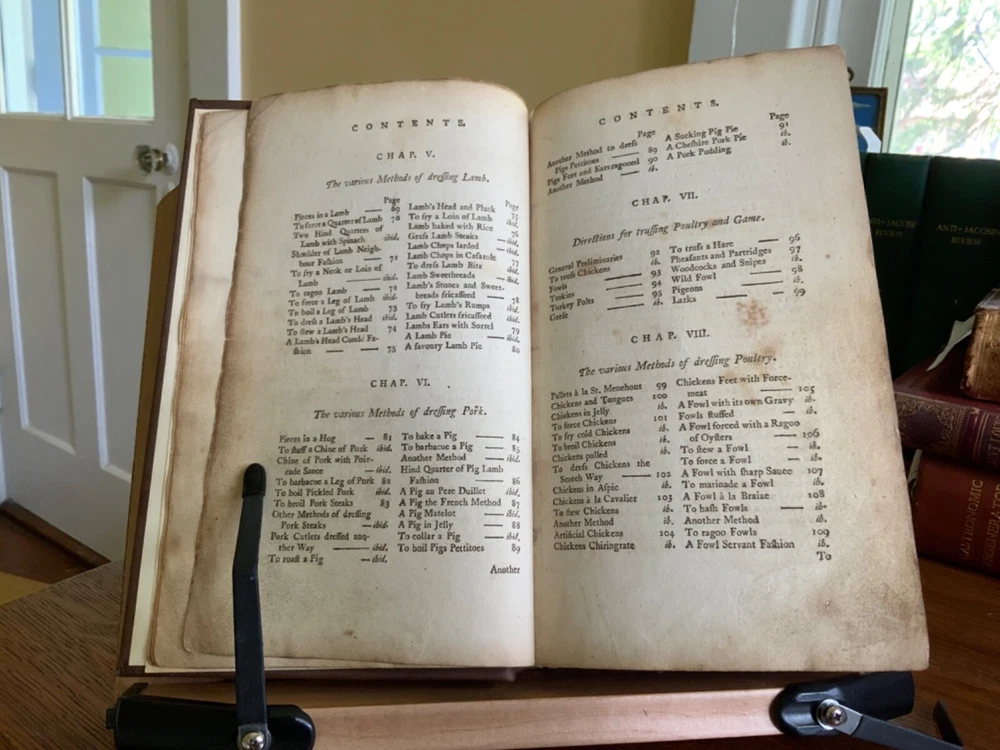 CONTENTS.
CHAP. V.
The various Methods of dressing Lamb.
Page
Pieces in a Lamb — 69
To force a Quarter of Lamb 70
Two Hind Quarters of
Lamb with Spinach ibid.
Shoulder of Lamb Neigh-
bour Fashion — 71
To fry a Neck or Loin of
Lamb — ibid.
To ragoo Lamb — 72
To force a Leg of Lamb ibid.
To boil a Leg of Lamb 73
To dress a Lamb's Head ibid.
To stew a Lamb's Head 74
A Lamb's Head Condé Fa-
shion — — 75
Page
Lamb's Head and Pluck 75
To fry a Loin of Lamb — ibid.
Lamb baked with Rice 76
Grass Lamb Steaks — ibid.
Lamb Chops larded — ibid.
Lamb Chops in Casarole 77
To dress Lamb Bits — ibid.
Lamb Sweetbreads — ibid.
Lamb's Stones and Sweet-
breads fricasseed — 78
To fry Lamb's Rumps ibid.
Lamb Cutlets fricasseed ibid.
Lambs Ears with Sorrel 79
A Lamb Pie — ibid.
A savoury Lamb Pie 80
CHAP. VI.
The various Methods of dressing Pork.
Pieces in a Hog — 81
To stuff a Chine of Pork ibid.
Chine of Pork with Poiv-
rade Sauce — ibid.
To barbacue a Leg of Pork 82
To boil Pickled Pork ibid.
To broil Pork Steaks 83
Other Methods of dressing
Pork Steaks — ibid.
Pork Cutlets dressed ano-
ther Way — ibid.
To roast a Pig — ibid.
To bake a Pig — 84
To barbacue a Pig — 85
Another Method — ibid.
Hind Quarter of Pig Lamb
Fashion — 86
A Pig au Pere Duillet — ibid.
A Pig the French Method 87
A Pig Matelot — ibid.
A Pig in Jelly — 88
To collar a Pig — ibid.
To boil Pigs Pettitoes 89
Another
CONTENTS.
Page
Another Method to dress
Pigs Pettitoes — 89
Pigs Feet and Ears ragooed 90
Another Method — ib.
Page
A Sucking Pig Pie 91
A Cheshire Pork Pie ib.
A Pork Pudding ib.
CHAP. VII.
Directions for trussing Poultry and Game.
General Preliminaries 92
To truss Chickens ib.
Fowls — 93
Turkies — 94
Turkey Polts — 95
Geese — ib.
To truss a Hare — 96
Pheasants and Partridges 97
Woodcocks and Snipes ib.
Wild Fowl — 98
Pigeons — ib.
Larks — 99
CHAP. VIII.
The various Methods of dressing Poultry.
Pullets à la St. Menehout 99
Chickens and Tongues 100
Chickens in Jelly ib.
To force Chickens 101
To fry cold Chickens ib.
To broil Chickens ib.
Chickens pulled ib.
To dress Chickens the
Scotch Way — 102
Chickens in Aspic ib.
Chickens à la Cavalier 103
To stew Chickens ib.
Another Method ib.
Artificial Chickens 104
Chickens Chiringrate ib.
Chickens Feet with Force-
meat — 105
A Fowl with its own Gravy ib.
Fowls stuffed — ib.
A Fowl forced with a Ragoo
of Oysters — 106
To stew a Fowl — ib.
To force a Fowl — ib.
A Fowl with sharp Sauce 107
To marinade a Fowl ib.
A Fowl à la Braize 108
To hash Fowls — ib.
Another Method — ib.
To ragoo Fowls 109
A Fowl Servant Fashion ib.
To
ANTI-JACOBIN
REVIEW